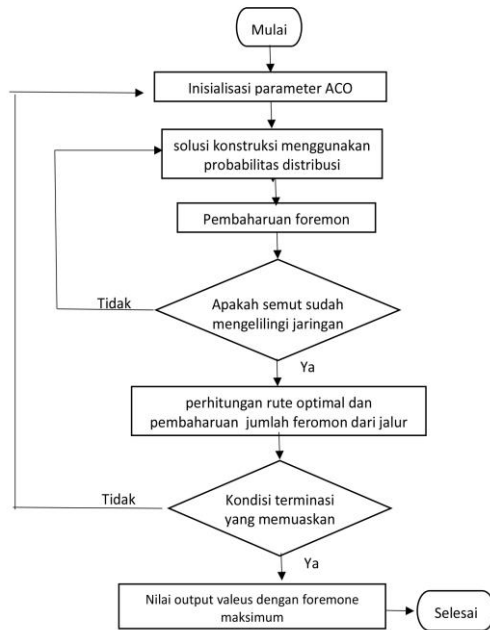 Mulai
Inisialisasi parameter ACO
solusi konstruksi menggunakan
probabilitas distribusi
Pembaharuan foremon
Tidak
Apakah semut sudah
mengelilingi jaringan
Ya
perhitungan rute optimal dan
pembaharuan jumlah feromon dari jalur
Tidak
Kondisi terminasi
yang memuaskan
Ya
Nilai output valeus dengan foremone
maksimum
Selesai